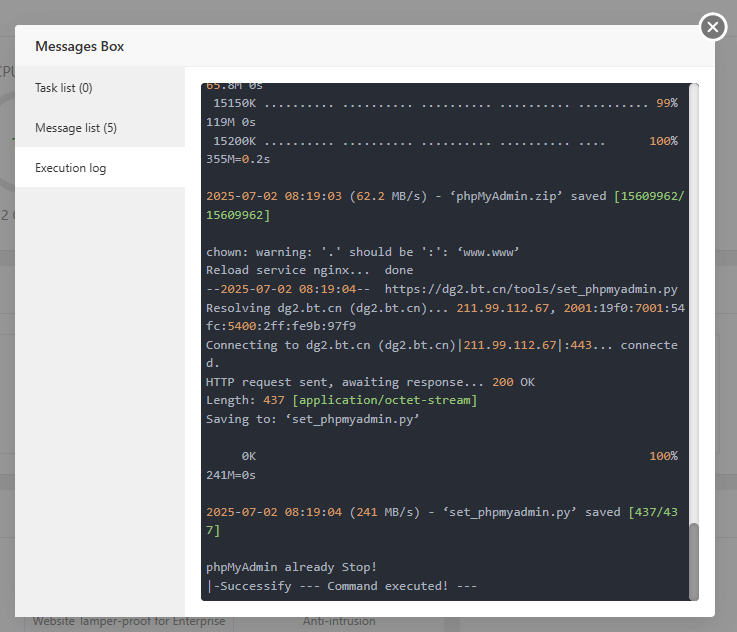 Messages Box
CPU
Task list (0)
Message list (5)
Execution log
2
65.8M 0s
15150K .......... .......... .......... .......... .......... 99%
119M 0s
15200K .......... .......... .......... .......... .... 100%
355M=0.2s
2025-07-02 08:19:03 (62.2 MB/s) - ‘phpMyAdmin.zip’ saved [15609962/
15609962]
chown: warning: '.' should be ':': ‘www.www’
Reload service nginx... done
--2025-07-02 08:19:04-- https://dg2.bt.cn/tools/set_phpmyadmin.py
Resolving dg2.bt.cn (dg2.bt.cn)... 211.99.112.67, 2001:19f0:7001:54
fc:5400:2ff:fe9b:97f9
Connecting to dg2.bt.cn (dg2.bt.cn)|211.99.112.67|:443... connecte
d.
HTTP request sent, awaiting response... 200 OK
Length: 437 [application/octet-stream]
Saving to: ‘set_phpmyadmin.py’
0K 100%
241M=0s
2025-07-02 08:19:04 (241 MB/s) - ‘set_phpmyadmin.py’ saved [437/43
7]
phpMyAdmin already Stop!
|-Successify --- Command executed! ---
Website Tamper-proof for Enterprise
Anti-intrusion